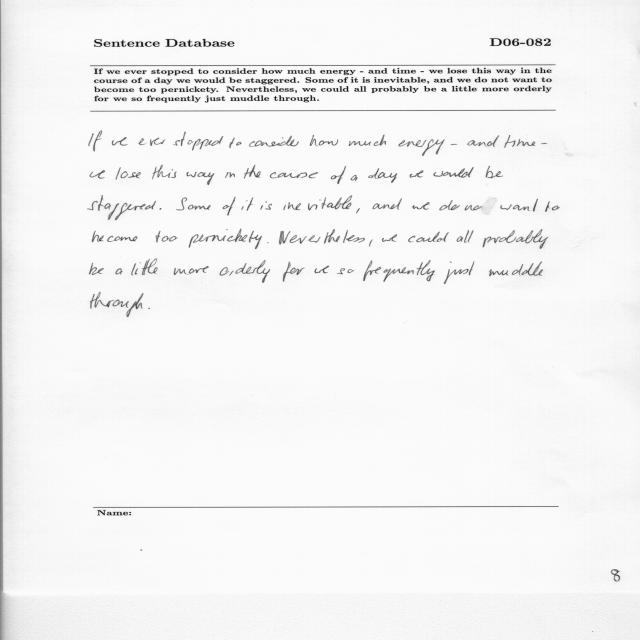 Sentence Database D06-082
If we ever stopped to consider how much energy - and time - we lose this way in the
course of a day we would be staggered. Some of it is inevitable, and we do not want to
become too pernickety. Nevertheless, we could all probably be a little more orderly
for we so frequently just muddle through.
If we ever stopped to consider how much energy - and time -
we lose this way in the course of a day we would be
staggered. Some of it is inevitable, and we do not want to
become too pernickety. Nevertheless, we could all probably
be a little more orderly for we so frequently just muddle
through.
Name:
8